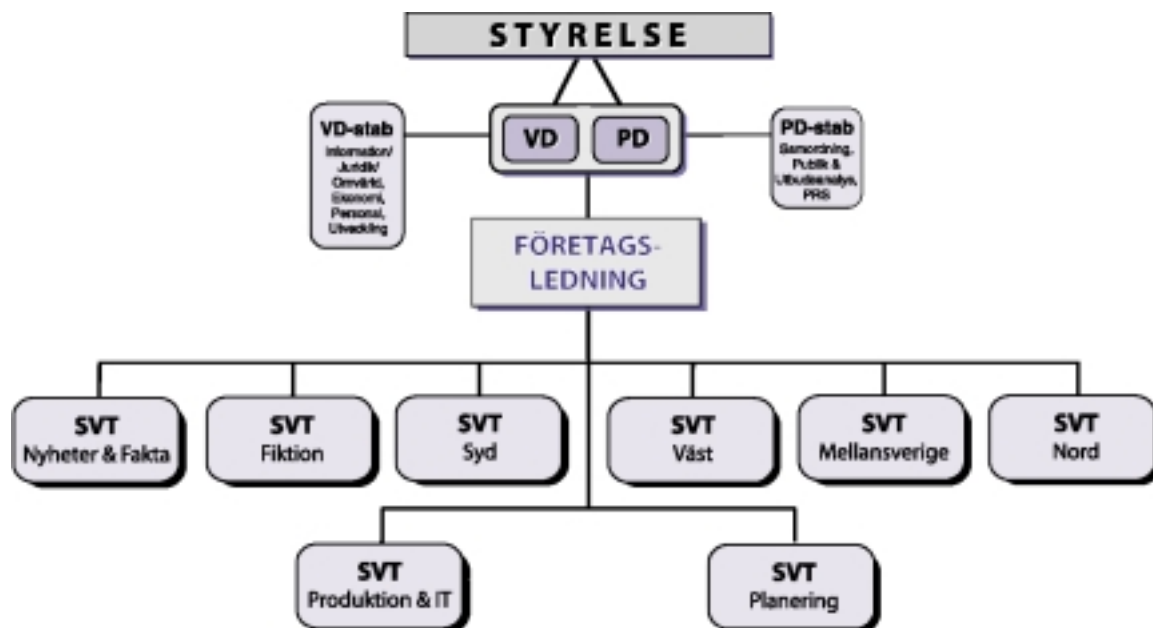 STYRELSE
VD-stab
Information/
Juridik/
Omvärld,
Ekonomi,
Personal,
Utveckling
VD
PD
PD-stab
Samordning,
Publik &
Utbudsanalys,
PRS
FÖRETAGS-
LEDNING
SVT
Nyheter & Fakta
SVT
Fiktion
SVT
Syd
SVT
Väst
SVT
Mellansverige
SVT
Nord
SVT
Produktion & IT
SVT
Planering